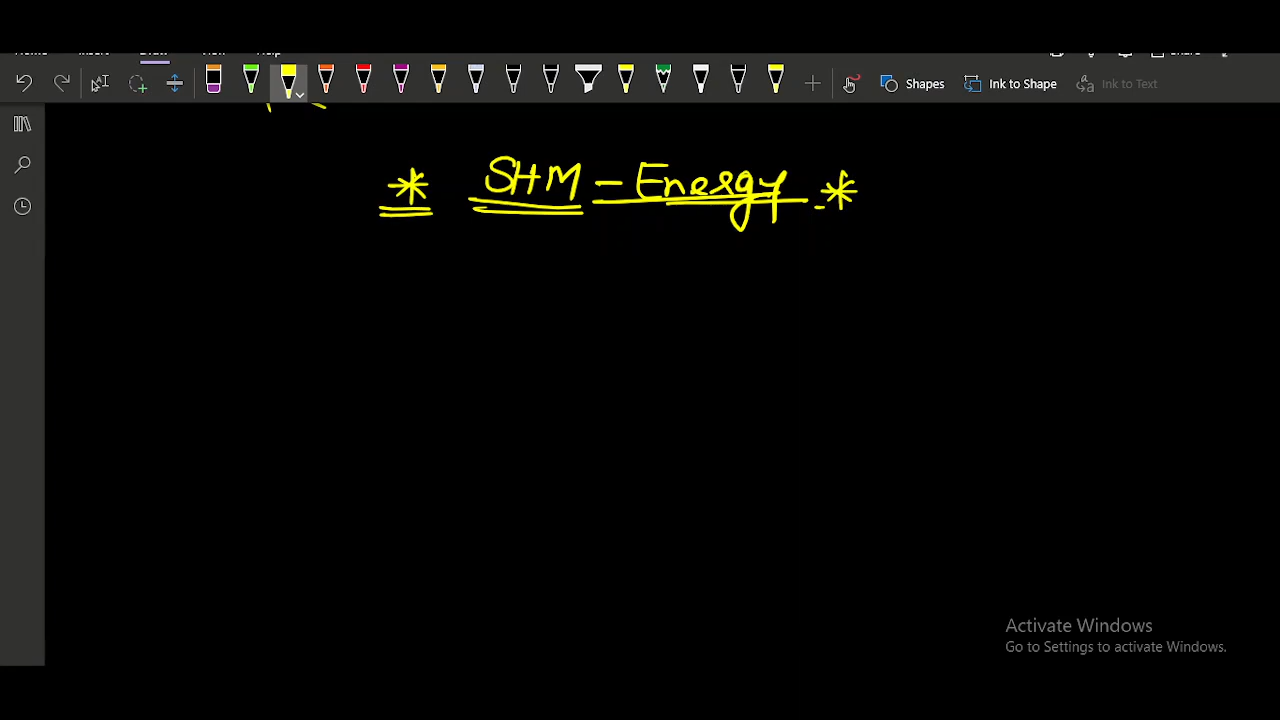 Shapes Ink to Shape Ink to Text
* SHM - Energy *
Activate Windows
Go to Settings to activate Windows.